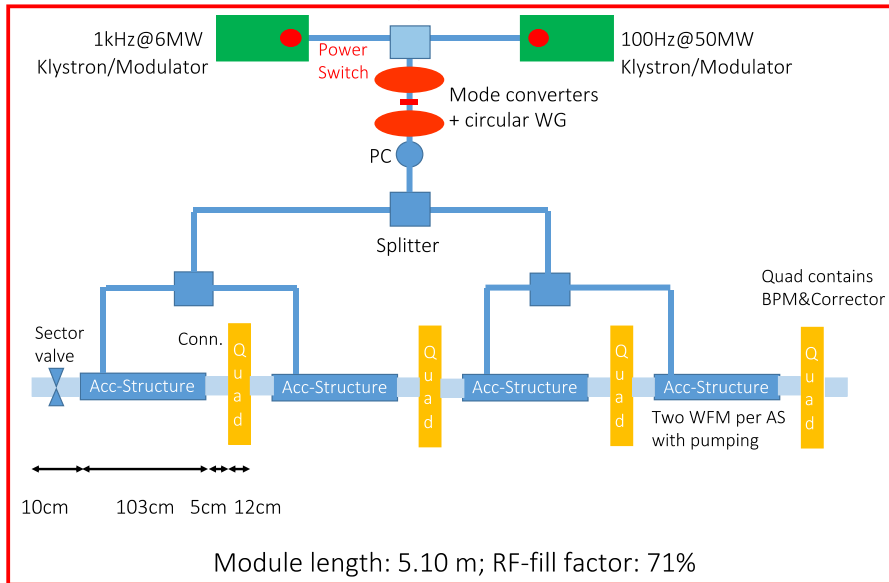 1kHz@6MW
Klystron/Modulator
Power
Switch
100Hz@50MW
Klystron/Modulator
Mode converters
+ circular WG
PC
Splitter
Quad contains
BPM&Corrector
Sector
valve
Conn.
Acc-Structure
Quad
Acc-Structure
Quad
Acc-Structure
Quad
Acc-Structure
Quad
Two WFM per AS
with pumping
10cm
103cm
5cm
12cm
Module length: 5.10 m; RF-fill factor: 71%